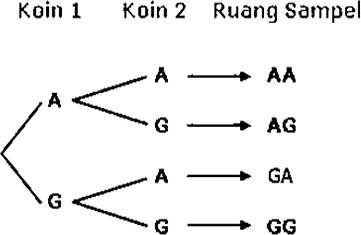 Koin 1 Koin 2 Ruang Sampel
A AA
A
G AG
A GA
G
G GG